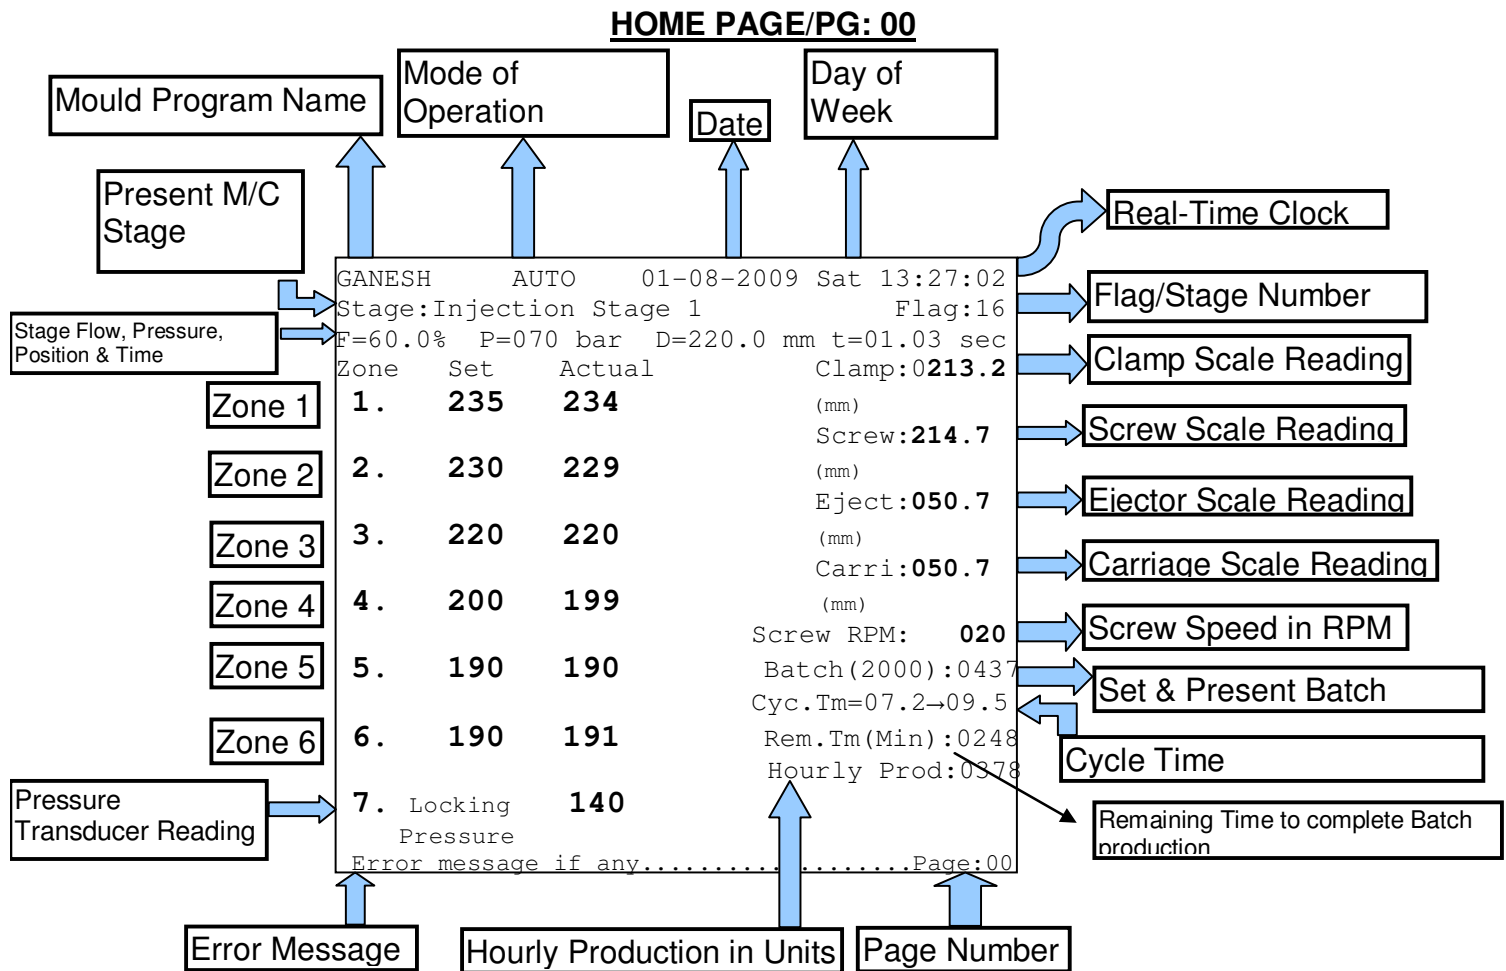 HOME PAGE/PG: 00
Mould Program Name
Mode of
Operation
Date
Day of
Week
Present M/C
Stage
Real-Time Clock
GANESH AUTO 01-08-2009 Sat 13:27:02
Stage:Injection Stage 1 Flag:16
Flag/Stage Number
Stage Flow, Pressure,
Position & Time
F=60.0% P=070 bar D=220.0 mm t=01.03 sec
Zone Set Actual Clamp:0213.2
Clamp Scale Reading
Zone 1
1. 235 234 (mm)
Screw:214.7
Screw Scale Reading
Zone 2
2. 230 229 (mm)
Eject:050.7
Ejector Scale Reading
Zone 3
3. 220 220 (mm)
Carri:050.7
Carriage Scale Reading
Zone 4
4. 200 199 (mm)
Screw RPM: 020
Screw Speed in RPM
Zone 5
5. 190 190 Batch(2000):0437
Set & Present Batch
Cyc.Tm=07.2→09.5
Zone 6
6. 190 191 Rem.Tm(Min):0248
Cycle Time
Hourly Prod:0378
Pressure
Transducer Reading
7. Locking 140
Pressure
Remaining Time to complete Batch
production
Error message if any...................Page:00
Error Message
Hourly Production in Units
Page Number